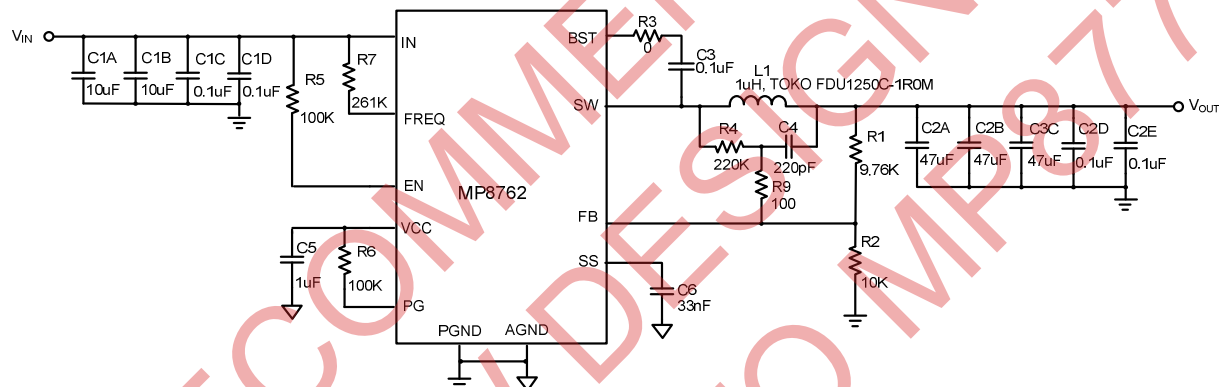 VIN
C1A
10uF
C1B
10uF
C1C
0.1uF
C1D
0.1uF
R5
100K
R7
261K
IN
FREQ
EN
VCC
PG
MP8762
PGND
AGND
BST
SW
FB
SS
C5
1uF
R6
100K
R3
0
C3
0.1uF
L1
1uH, TOKO FDU1250C-1R0M
R4
220K
C4
220pF
R9
100
R1
9.76K
R2
10K
C6
33nF
C2A
47uF
C2B
47uF
C3C
47uF
C2D
0.1uF
C2E
0.1uF
VOUT
ECOMMEN
W DESIGN
O MP877